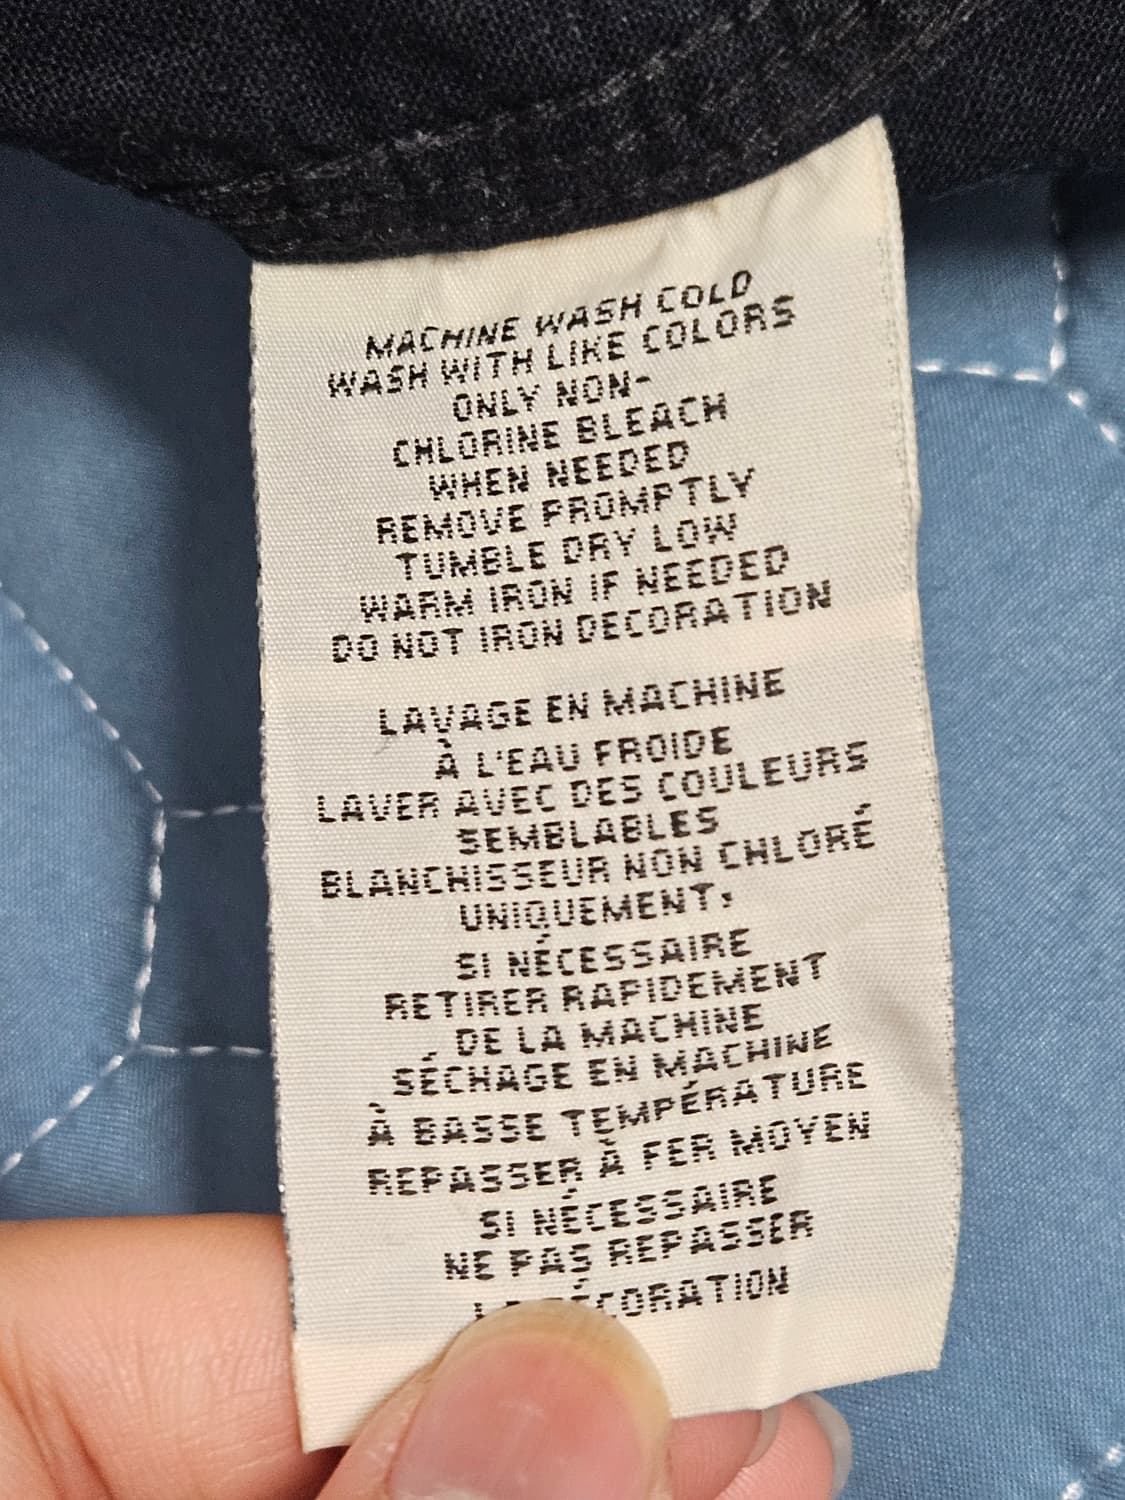 MACHINE WASH COLD
WASH WITH LIKE COLORS
ONLY NON-
CHLORINE BLEACH
WHEN NEEDED
REMOVE PROMPTLY
TUMBLE DRY LOW
WARM IRON IF NEEDED
DO NOT IRON DECORATION
LAVAGE EN MACHINE
À L'EAU FROIDE
LAVER AVEC DES COULEURS
SEMBLABLES
BLANCHISSEUR NON CHLORÉ
UNIQUEMENT,
SI NÉCESSAIRE
RETIRER RAPIDEMENT
DE LA MACHINE
SÉCHAGE EN MACHINE
À BASSE TEMPÉRATURE
REPASSER À FER MOYEN
SI NÉCESSAIRE
NE PAS REPASSER